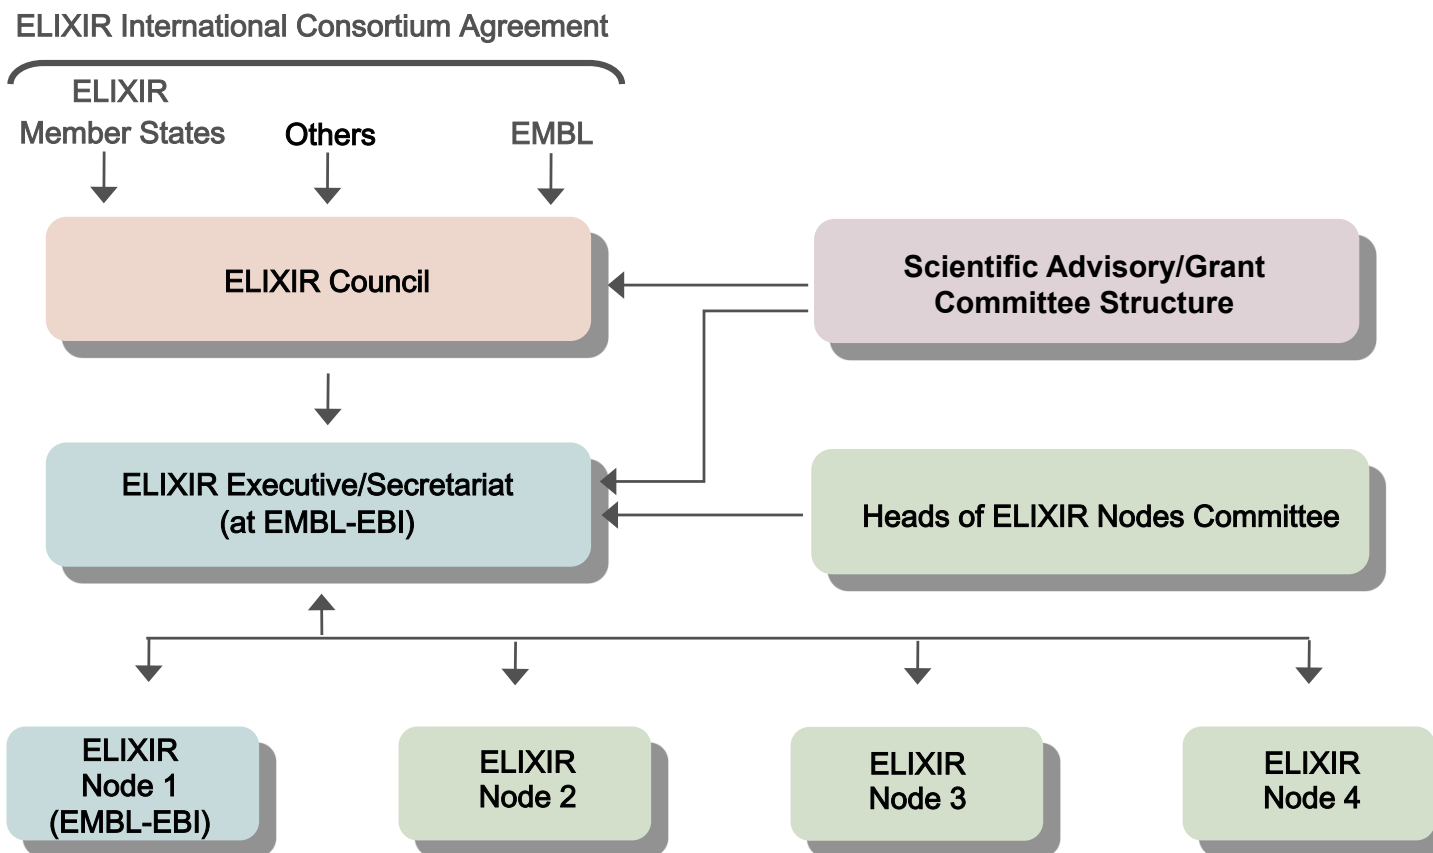 ELIXIR International Consortium Agreement
ELIXIR
Member States
Others
EMBL
ELIXIR Council
Scientific Advisory/Grant
Committee Structure
ELIXIR Executive/Secretariat
(at EMBL-EBI)
Heads of ELIXIR Nodes Committee
ELIXIR
Node 1
(EMBL-EBI)
ELIXIR
Node 2
ELIXIR
Node 3
ELIXIR
Node 4